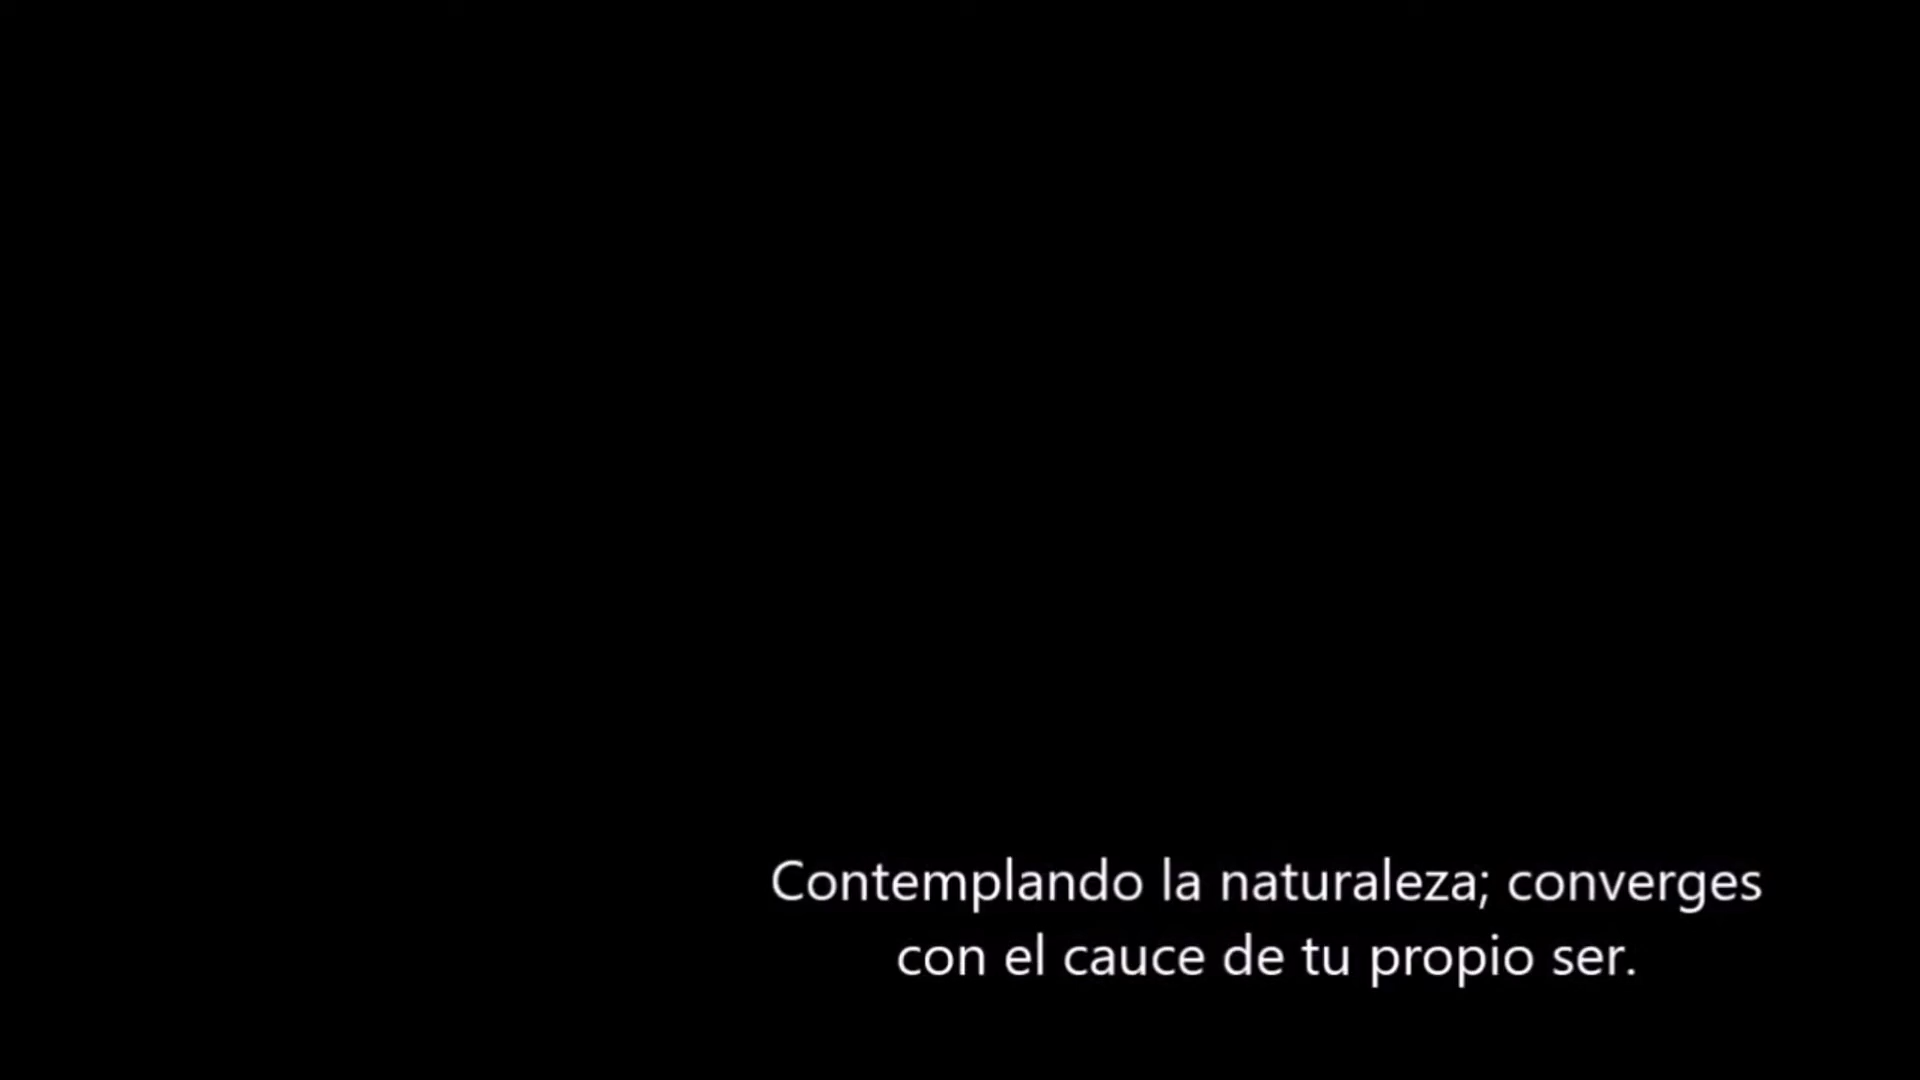 Contemplando la naturaleza; converges
con el cauce de tu propio ser.